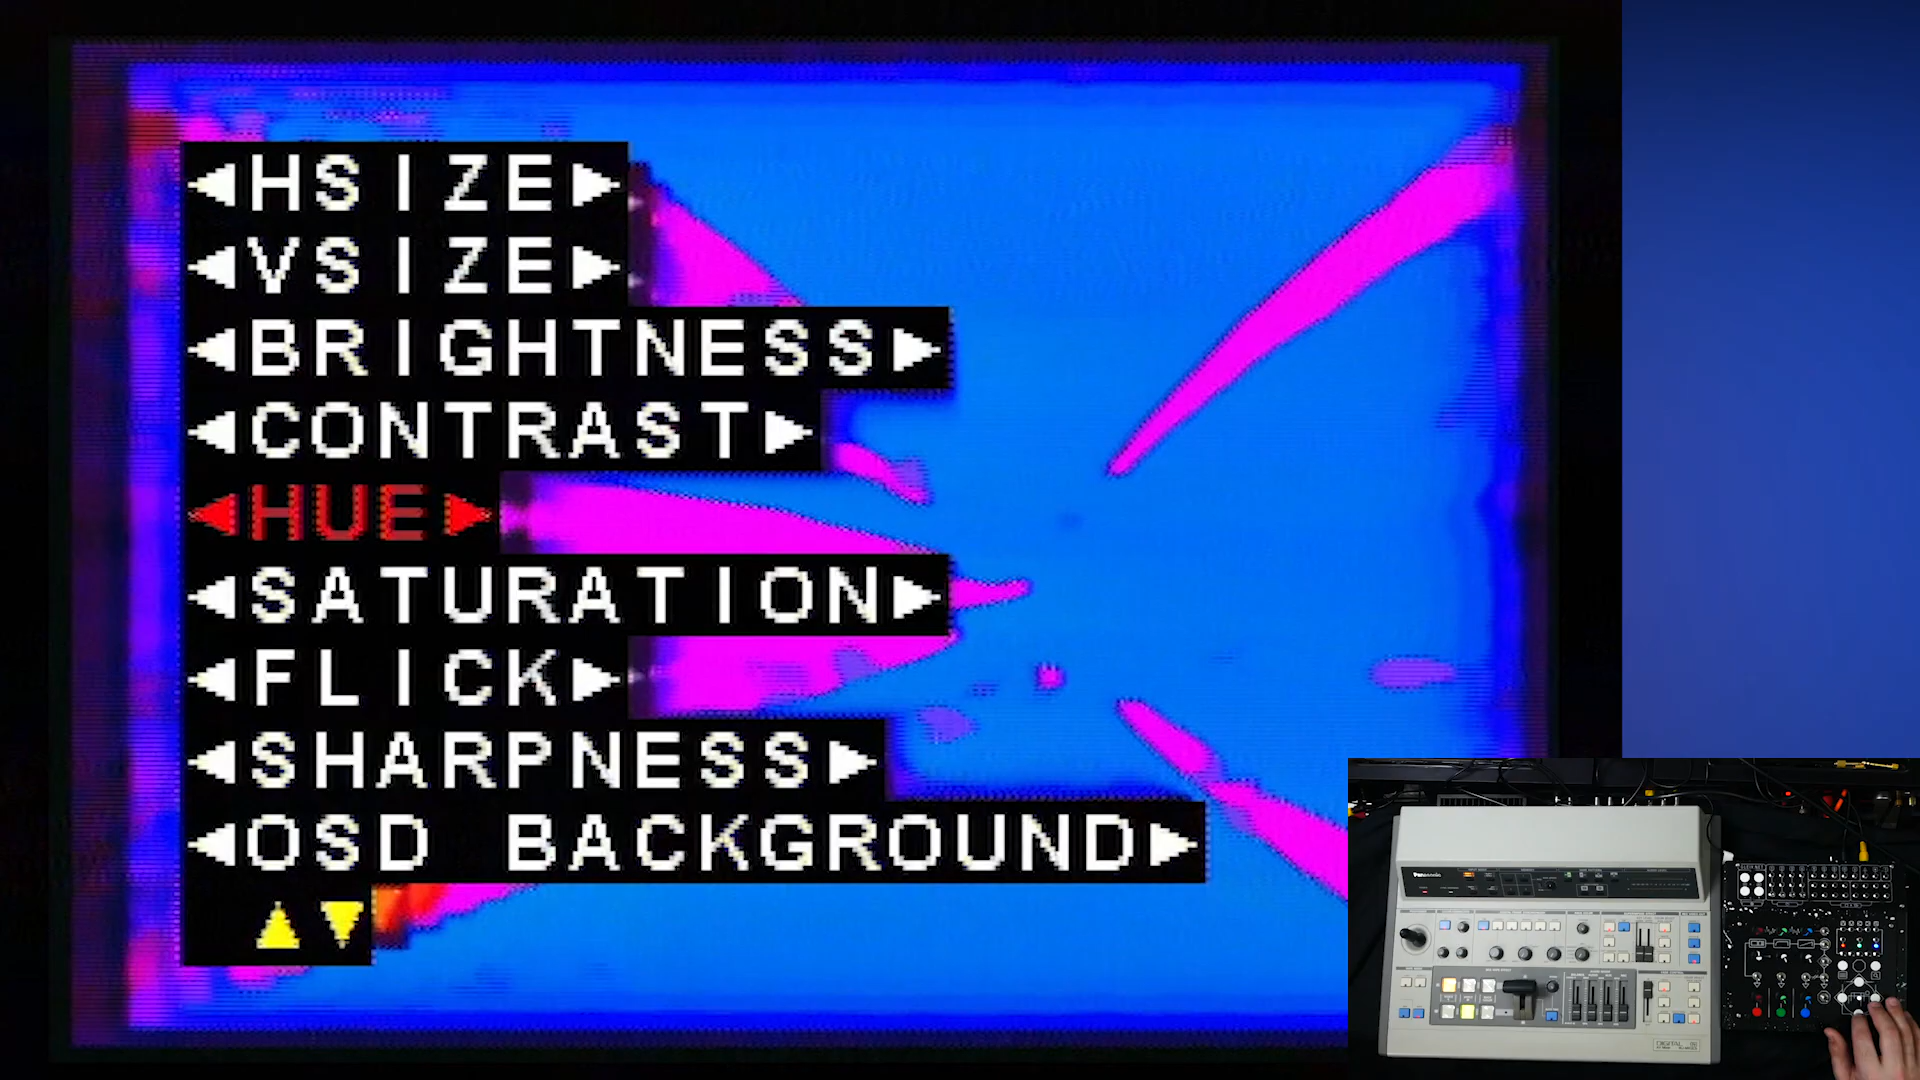 ◀HSIZE▶
◀VSIZE▶
◀BRIGHTNESS▶
◀CONTRAST▶
◀HUE▶
◀SATURATION▶
◀FLICK▶
◀SHARPNESS▶
◀OSD BACKGROUND▶
▲▼
Panasonic